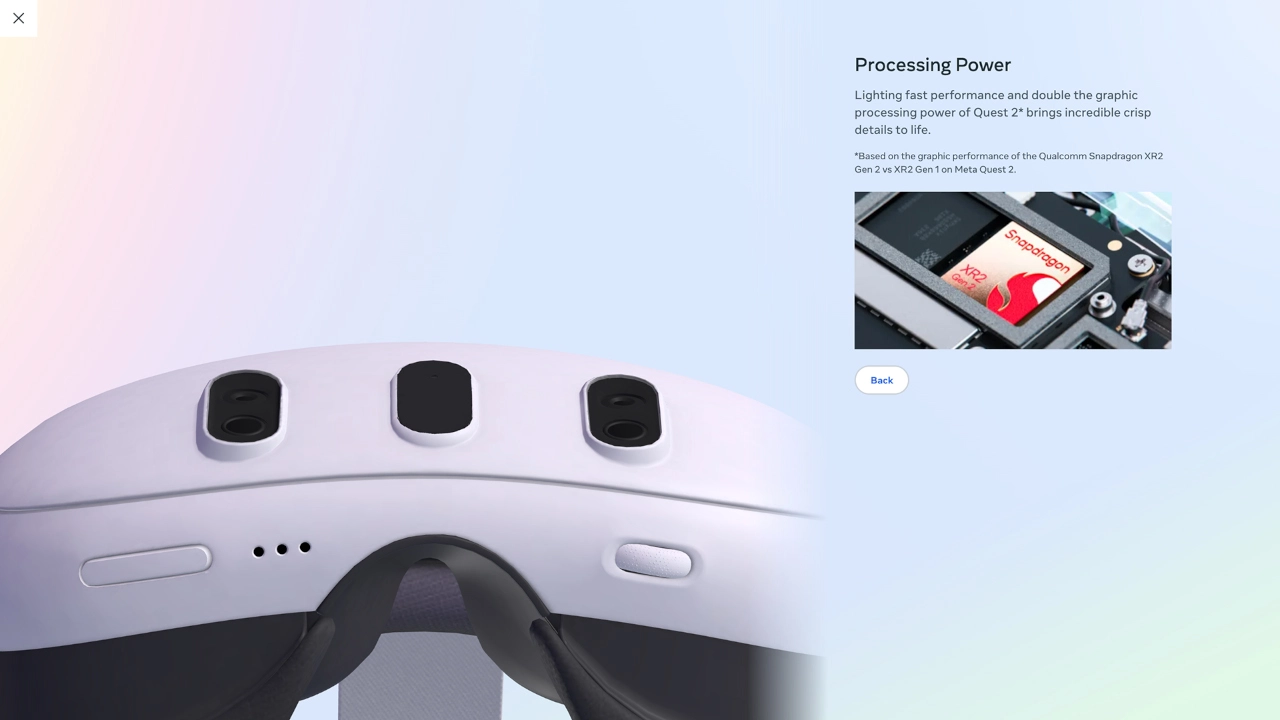 Processing Power
Lighting fast performance and double the graphic
processing power of Quest 2* brings incredible crisp
details to life.
*Based on the graphic performance of the Qualcomm Snapdragon XR2
Gen 2 vs XR2 Gen 1 on Meta Quest 2.
Snapdragon
XR2
Gen 2
Back